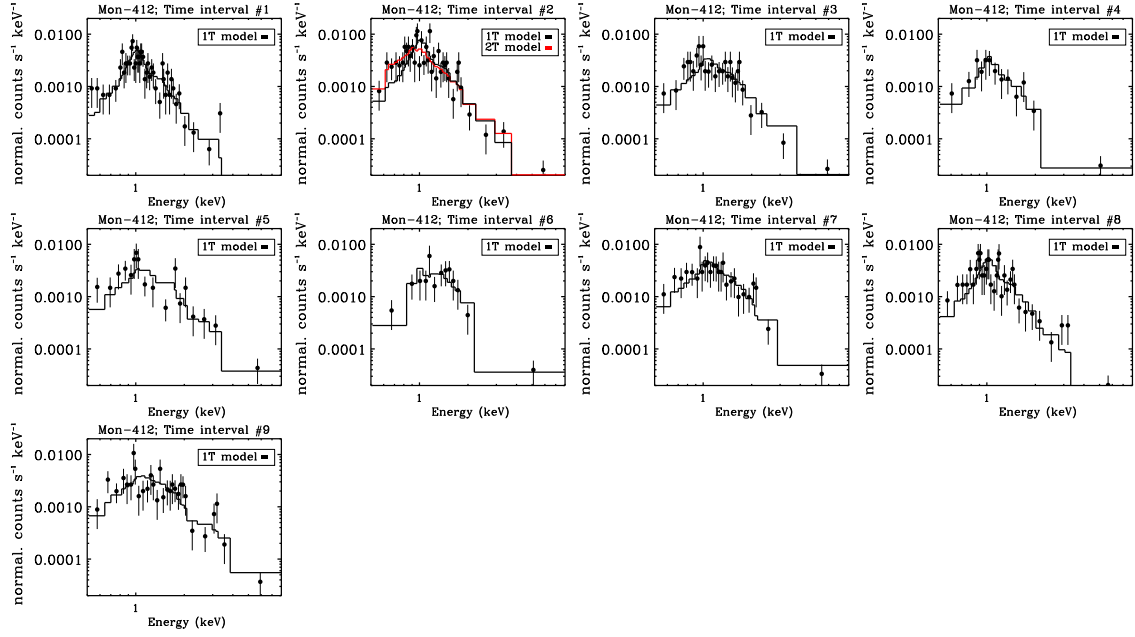 Mon-412; Time interval #1
normal. counts s⁻¹ keV⁻¹
0.0100
0.0010
0.0001
1T model
1
Energy (keV)
Mon-412; Time interval #2
normal. counts s⁻¹ keV⁻¹
0.0100
0.0010
0.0001
1T model
2T model
1
Energy (keV)
Mon-412; Time interval #3
normal. counts s⁻¹ keV⁻¹
0.0100
0.0010
0.0001
1T model
1
Energy (keV)
Mon-412; Time interval #4
normal. counts s⁻¹ keV⁻¹
0.0100
0.0010
0.0001
1T model
1
Energy (keV)
Mon-412; Time interval #5
normal. counts s⁻¹ keV⁻¹
0.0100
0.0010
0.0001
1T model
1
Energy (keV)
Mon-412; Time interval #6
normal. counts s⁻¹ keV⁻¹
0.0100
0.0010
0.0001
1T model
1
Energy (keV)
Mon-412; Time interval #7
normal. counts s⁻¹ keV⁻¹
0.0100
0.0010
0.0001
1T model
1
Energy (keV)
Mon-412; Time interval #8
normal. counts s⁻¹ keV⁻¹
0.0100
0.0010
0.0001
1T model
1
Energy (keV)
Mon-412; Time interval #9
normal. counts s⁻¹ keV⁻¹
0.0100
0.0010
0.0001
1T model
1
Energy (keV)